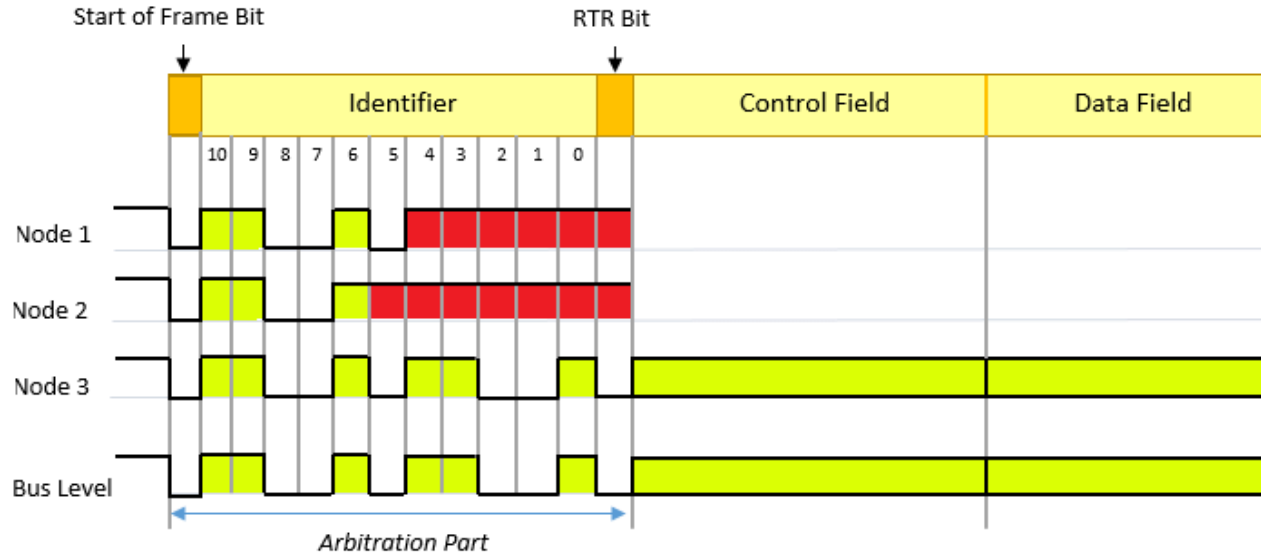 Start of Frame Bit RTR Bit
Identifier Control Field Data Field
10 9 8 7 6 5 4 3 2 1 0
Node 1
Node 2
Node 3
Bus Level
Arbitration Part